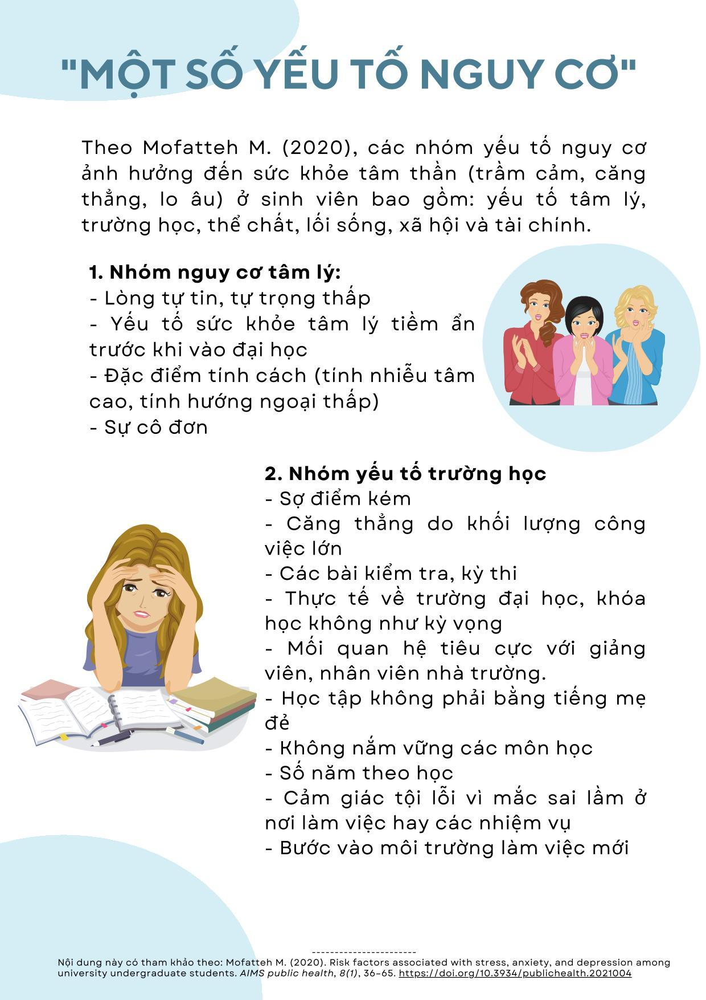 "MỘT SỐ YẾU TỐ NGUY CƠ"
Theo Mofatteh M. (2020), các nhóm yếu tố nguy cơ
ảnh hưởng đến sức khỏe tâm thần (trầm cảm, căng
thẳng, lo âu) ở sinh viên bao gồm: yếu tố tâm lý,
trường học, thể chất, lối sống, xã hội và tài chính.
1. Nhóm nguy cơ tâm lý:
- Lòng tự tin, tự trọng thấp
- Yếu tố sức khỏe tâm lý tiềm ẩn
trước khi vào đại học
- Đặc điểm tính cách (tính nhiễu tâm
cao, tính hướng ngoại thấp)
- Sự cô đơn
2. Nhóm yếu tố trường học
- Sợ điểm kém
- Căng thẳng do khối lượng công
việc lớn
- Các bài kiểm tra, kỳ thi
- Thực tế về trường đại học, khóa
học không như kỳ vọng
- Mối quan hệ tiêu cực với giảng
viên, nhân viên nhà trường.
- Học tập không phải bằng tiếng mẹ
đẻ
- Không nắm vững các môn học
- Số năm theo học
- Cảm giác tội lỗi vì mắc sai lầm ở
nơi làm việc hay các nhiệm vụ
- Bước vào môi trường làm việc mới
-----------------------
Nội dung này có tham khảo theo: Mofatteh M. (2020). Risk factors associated with stress, anxiety, and depression among
university undergraduate students. AIMS public health, 8(1), 36–65. https://doi.org/10.3934/publichealth.2021004